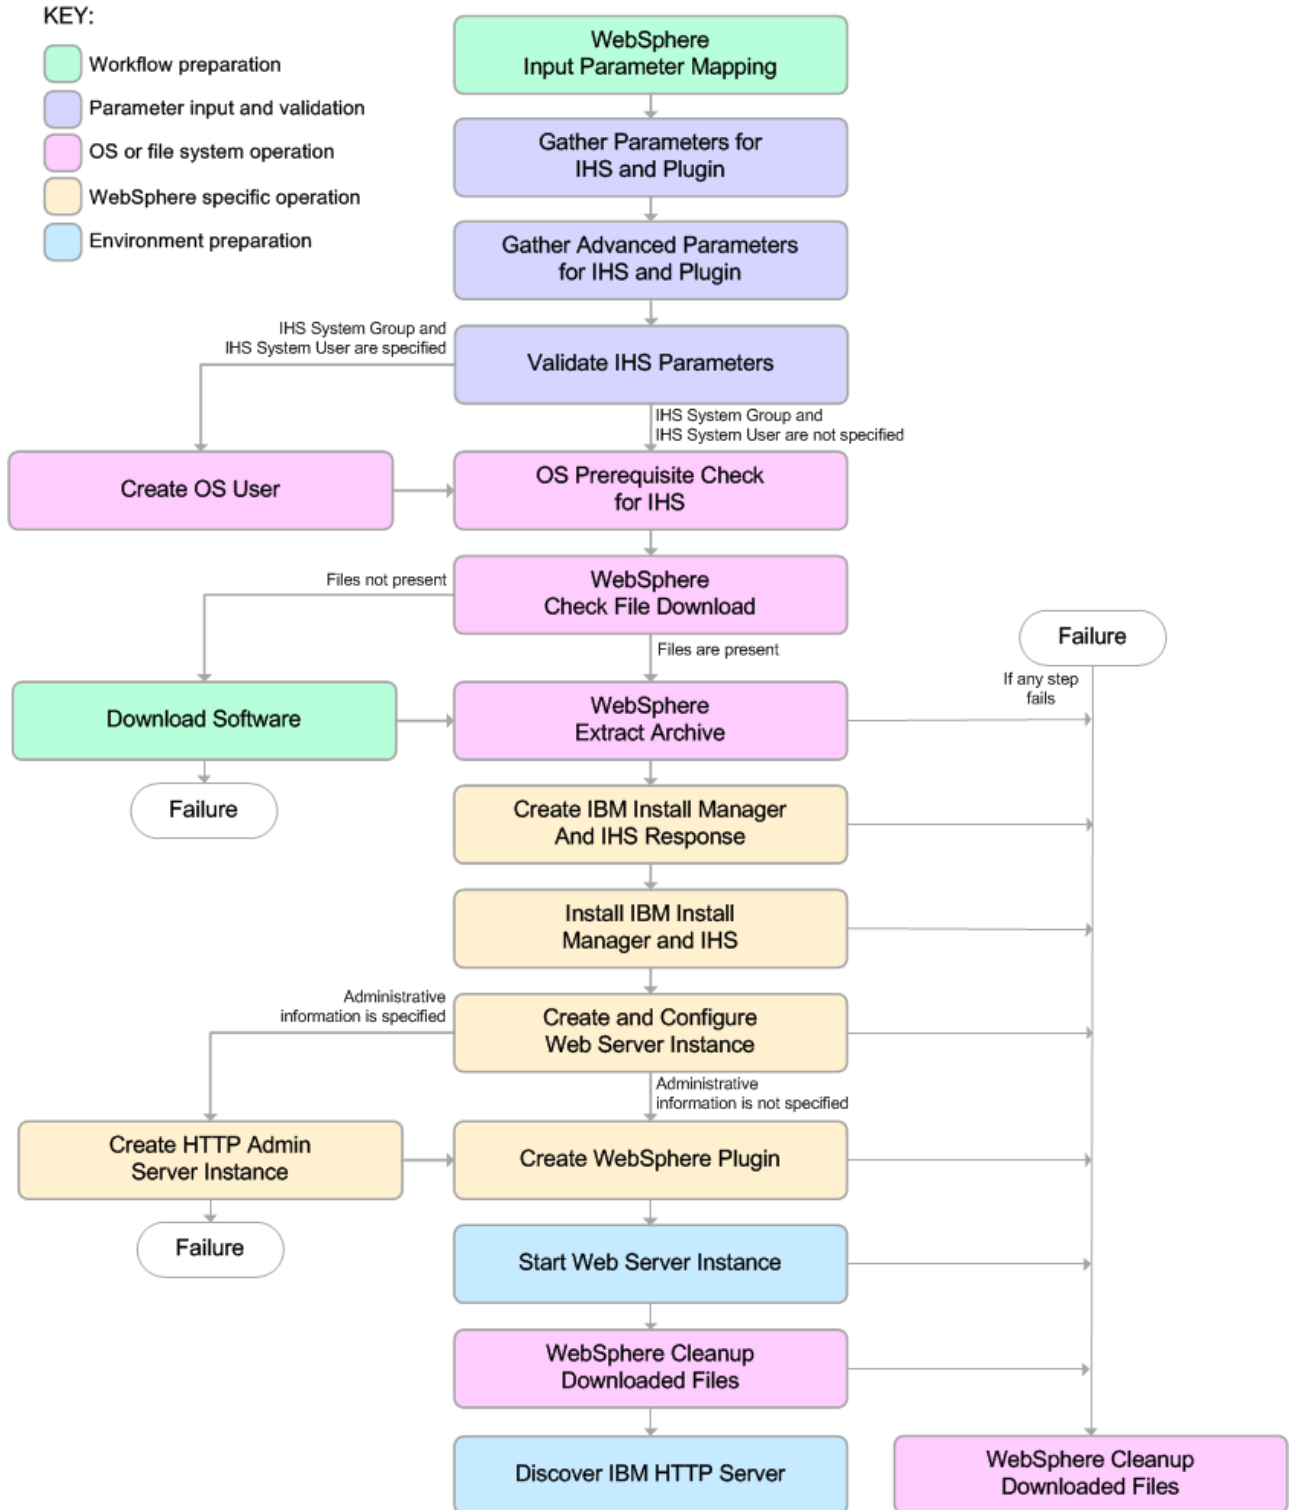 KEY:
Workflow preparation
Parameter input and validation
OS or file system operation
WebSphere specific operation
Environment preparation
WebSphere
Input Parameter Mapping
Gather Parameters for
IHS and Plugin
Gather Advanced Parameters
for IHS and Plugin
IHS System Group and
IHS System User are specified
Validate IHS Parameters
IHS System Group and
IHS System User are not specified
Create OS User
OS Prerequisite Check
for IHS
Files not present
WebSphere
Check File Download
Files are present
Failure
If any step
fails
Download Software
WebSphere
Extract Archive
Failure
Create IBM Install Manager
And IHS Response
Install IBM Install
Manager and IHS
Administrative
information is specified
Create and Configure
Web Server Instance
Administrative
information is not specified
Create HTTP Admin
Server Instance
Create WebSphere Plugin
Failure
Start Web Server Instance
WebSphere Cleanup
Downloaded Files
Discover IBM HTTP Server
WebSphere Cleanup
Downloaded Files